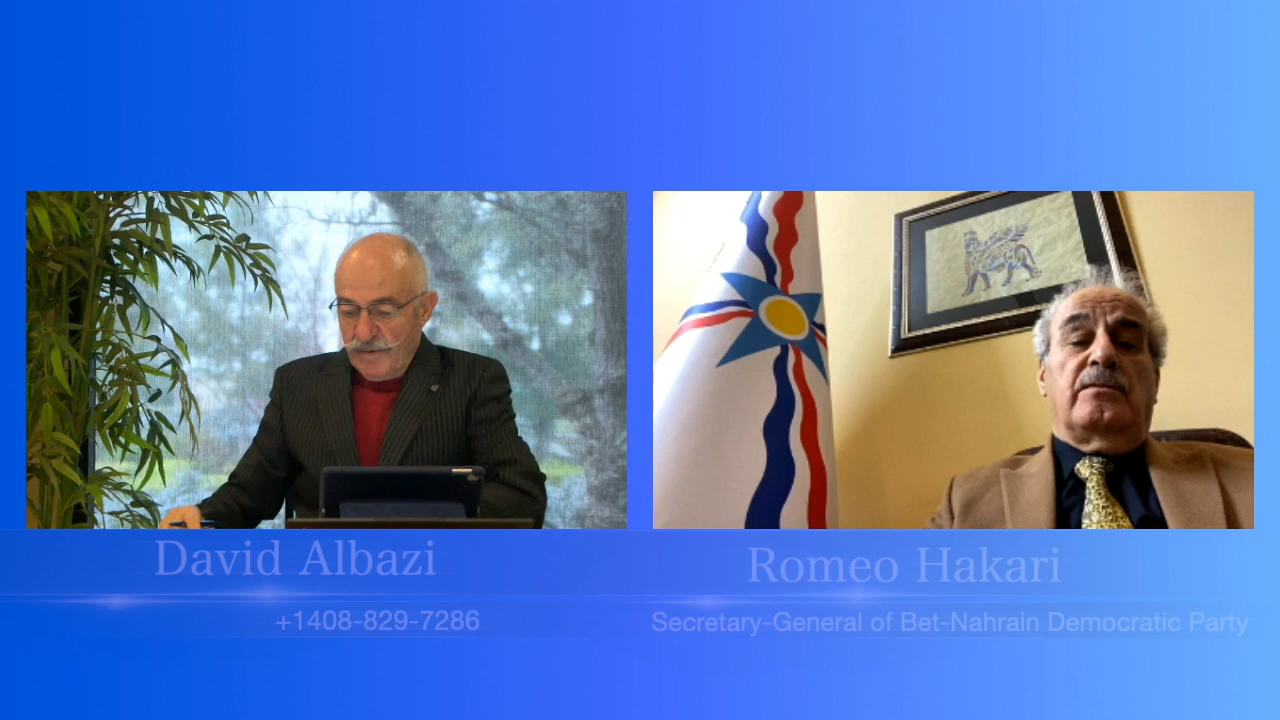 David Albazi
Romeo Hakari
+1408-829-7286
Secretary-General of Bet-Nahrain Democratic Party